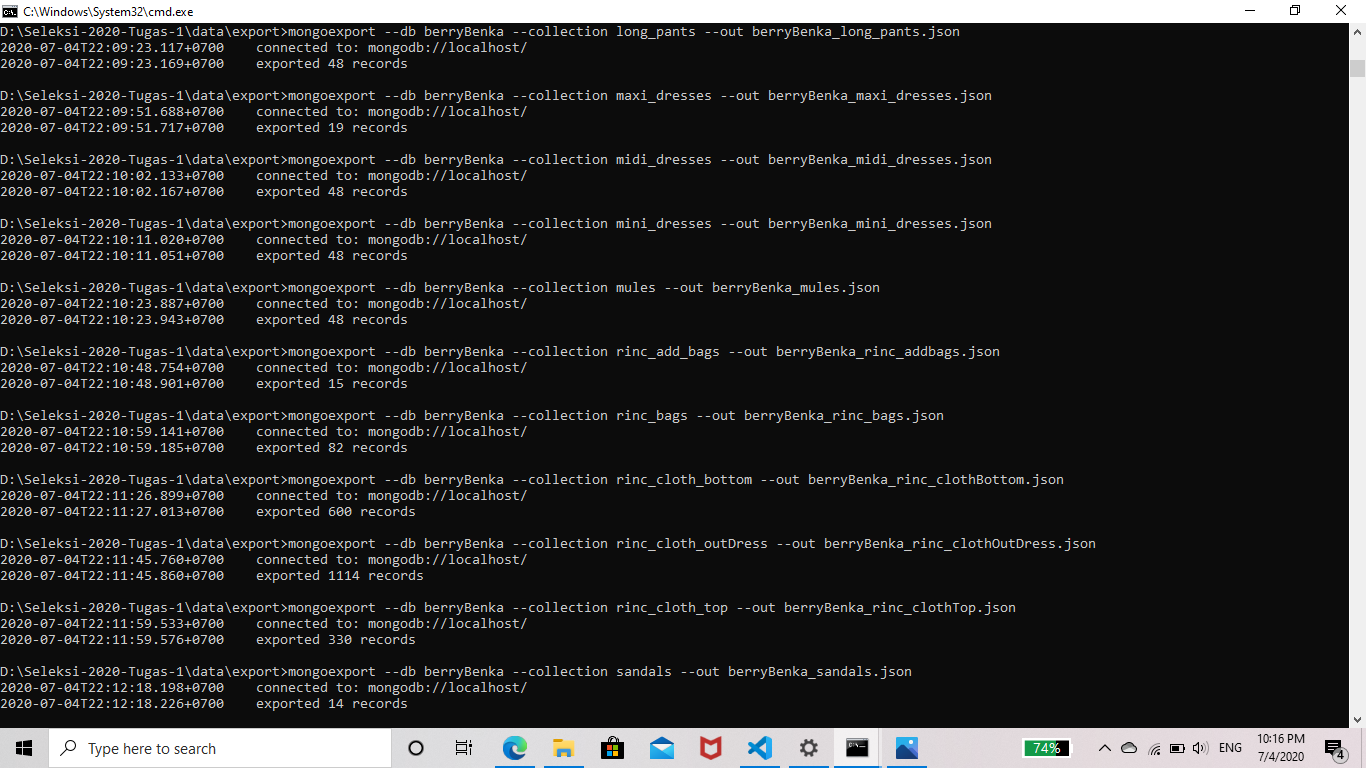 C:\Windows\System32\cmd.exe
D:\Seleksi-2020-Tugas-1\data\export>mongoexport --db berryBenka --collection long_pants --out berryBenka_long_pants.json
2020-07-04T22:09:23.117+0700    connected to: mongodb://localhost/
2020-07-04T22:09:23.169+0700    exported 48 records
D:\Seleksi-2020-Tugas-1\data\export>mongoexport --db berryBenka --collection maxi_dresses --out berryBenka_maxi_dresses.json
2020-07-04T22:09:51.688+0700    connected to: mongodb://localhost/
2020-07-04T22:09:51.717+0700    exported 19 records
D:\Seleksi-2020-Tugas-1\data\export>mongoexport --db berryBenka --collection midi_dresses --out berryBenka_midi_dresses.json
2020-07-04T22:10:02.133+0700    connected to: mongodb://localhost/
2020-07-04T22:10:02.167+0700    exported 48 records
D:\Seleksi-2020-Tugas-1\data\export>mongoexport --db berryBenka --collection mini_dresses --out berryBenka_mini_dresses.json
2020-07-04T22:10:11.020+0700    connected to: mongodb://localhost/
2020-07-04T22:10:11.051+0700    exported 48 records
D:\Seleksi-2020-Tugas-1\data\export>mongoexport --db berryBenka --collection mules --out berryBenka_mules.json
2020-07-04T22:10:23.887+0700    connected to: mongodb://localhost/
2020-07-04T22:10:23.943+0700    exported 48 records
D:\Seleksi-2020-Tugas-1\data\export>mongoexport --db berryBenka --collection rinc_add_bags --out berryBenka_rinc_addbags.json
2020-07-04T22:10:48.754+0700    connected to: mongodb://localhost/
2020-07-04T22:10:48.901+0700    exported 15 records
D:\Seleksi-2020-Tugas-1\data\export>mongoexport --db berryBenka --collection rinc_bags --out berryBenka_rinc_bags.json
2020-07-04T22:10:59.141+0700    connected to: mongodb://localhost/
2020-07-04T22:10:59.185+0700    exported 82 records
D:\Seleksi-2020-Tugas-1\data\export>mongoexport --db berryBenka --collection rinc_cloth_bottom --out berryBenka_rinc_clothBottom.json
2020-07-04T22:11:26.899+0700    connected to: mongodb://localhost/
2020-07-04T22:11:27.013+0700    exported 600 records
D:\Seleksi-2020-Tugas-1\data\export>mongoexport --db berryBenka --collection rinc_cloth_outDress --out berryBenka_rinc_clothOutDress.json
2020-07-04T22:11:45.760+0700    connected to: mongodb://localhost/
2020-07-04T22:11:45.860+0700    exported 1114 records
D:\Seleksi-2020-Tugas-1\data\export>mongoexport --db berryBenka --collection rinc_cloth_top --out berryBenka_rinc_clothTop.json
2020-07-04T22:11:59.533+0700    connected to: mongodb://localhost/
2020-07-04T22:11:59.576+0700    exported 330 records
D:\Seleksi-2020-Tugas-1\data\export>mongoexport --db berryBenka --collection sandals --out berryBenka_sandals.json
2020-07-04T22:12:18.198+0700    connected to: mongodb://localhost/
2020-07-04T22:12:18.226+0700    exported 14 records
Type here to search
74%
ENG
10:16 PM
7/4/2020
4